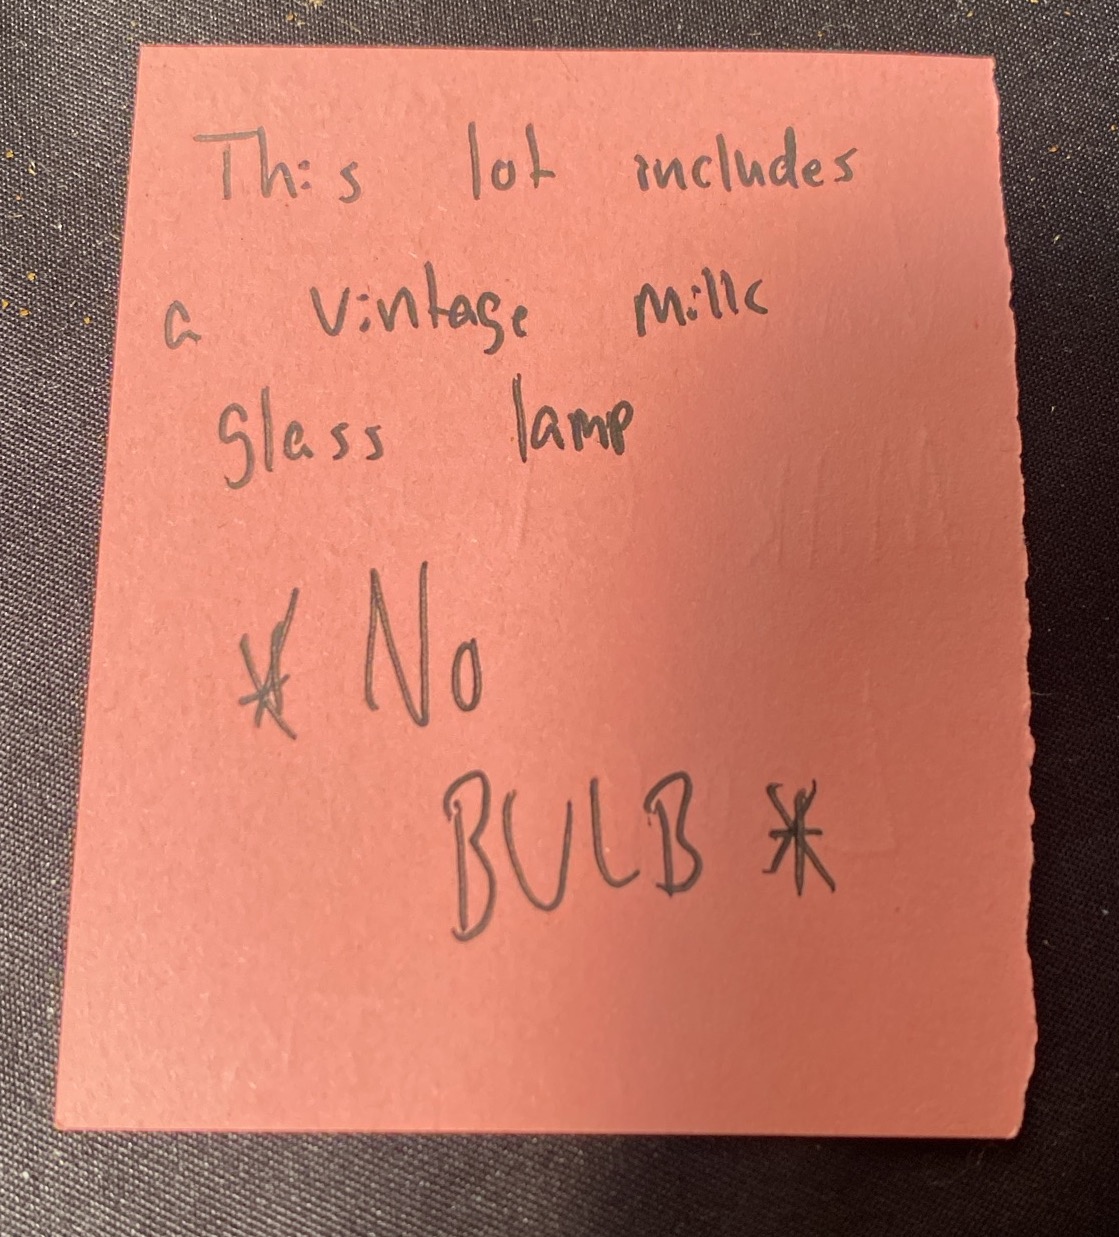 This lot includes
a vintage milk
glass lamp
* No
BULB *